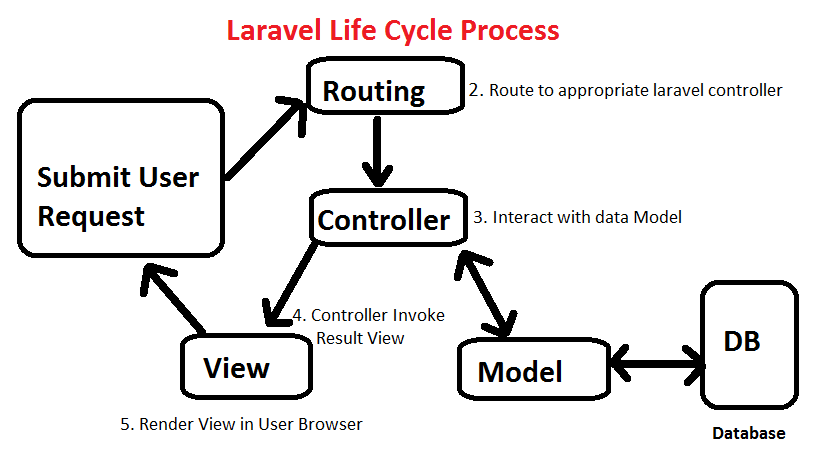 Laravel Life Cycle Process
Routing
2. Route to appropriate laravel controller
Submit User
Request
Controller
3. Interact with data Model
4. Controller Invoke
Result View
View
Model
DB
5. Render View in User Browser
Database